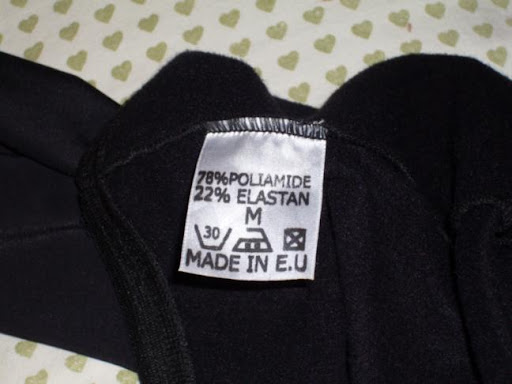 78%POLIAMIDE
22% ELASTAN
M
30
MADE IN E.U